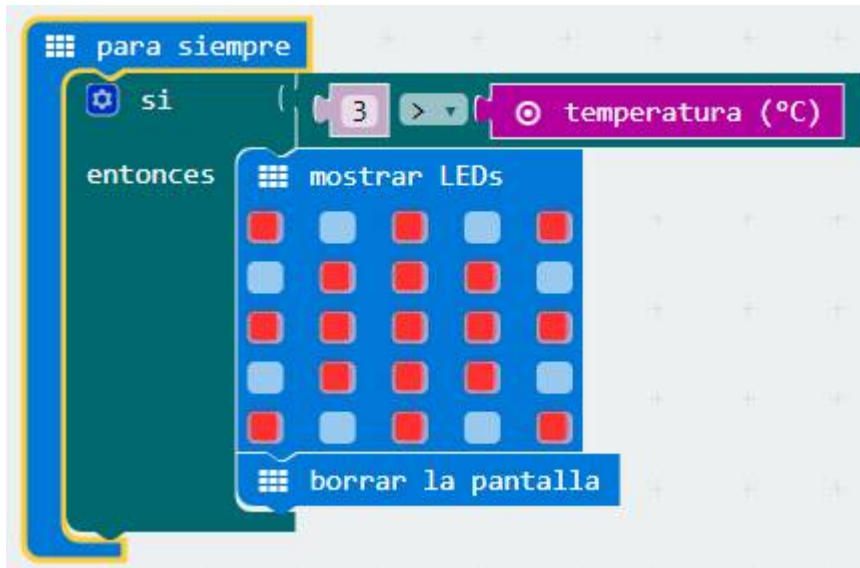 para siempre
si 3 > temperatura (°C)
entonces
mostrar LEDs
borrar la pantalla